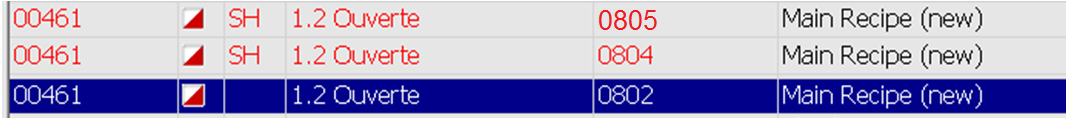 00461 SH 1.2 Ouverte 0805 Main Recipe (new)
00461 SH 1.2 Ouverte 0804 Main Recipe (new)
00461 1.2 Ouverte 0802 Main Recipe (new)